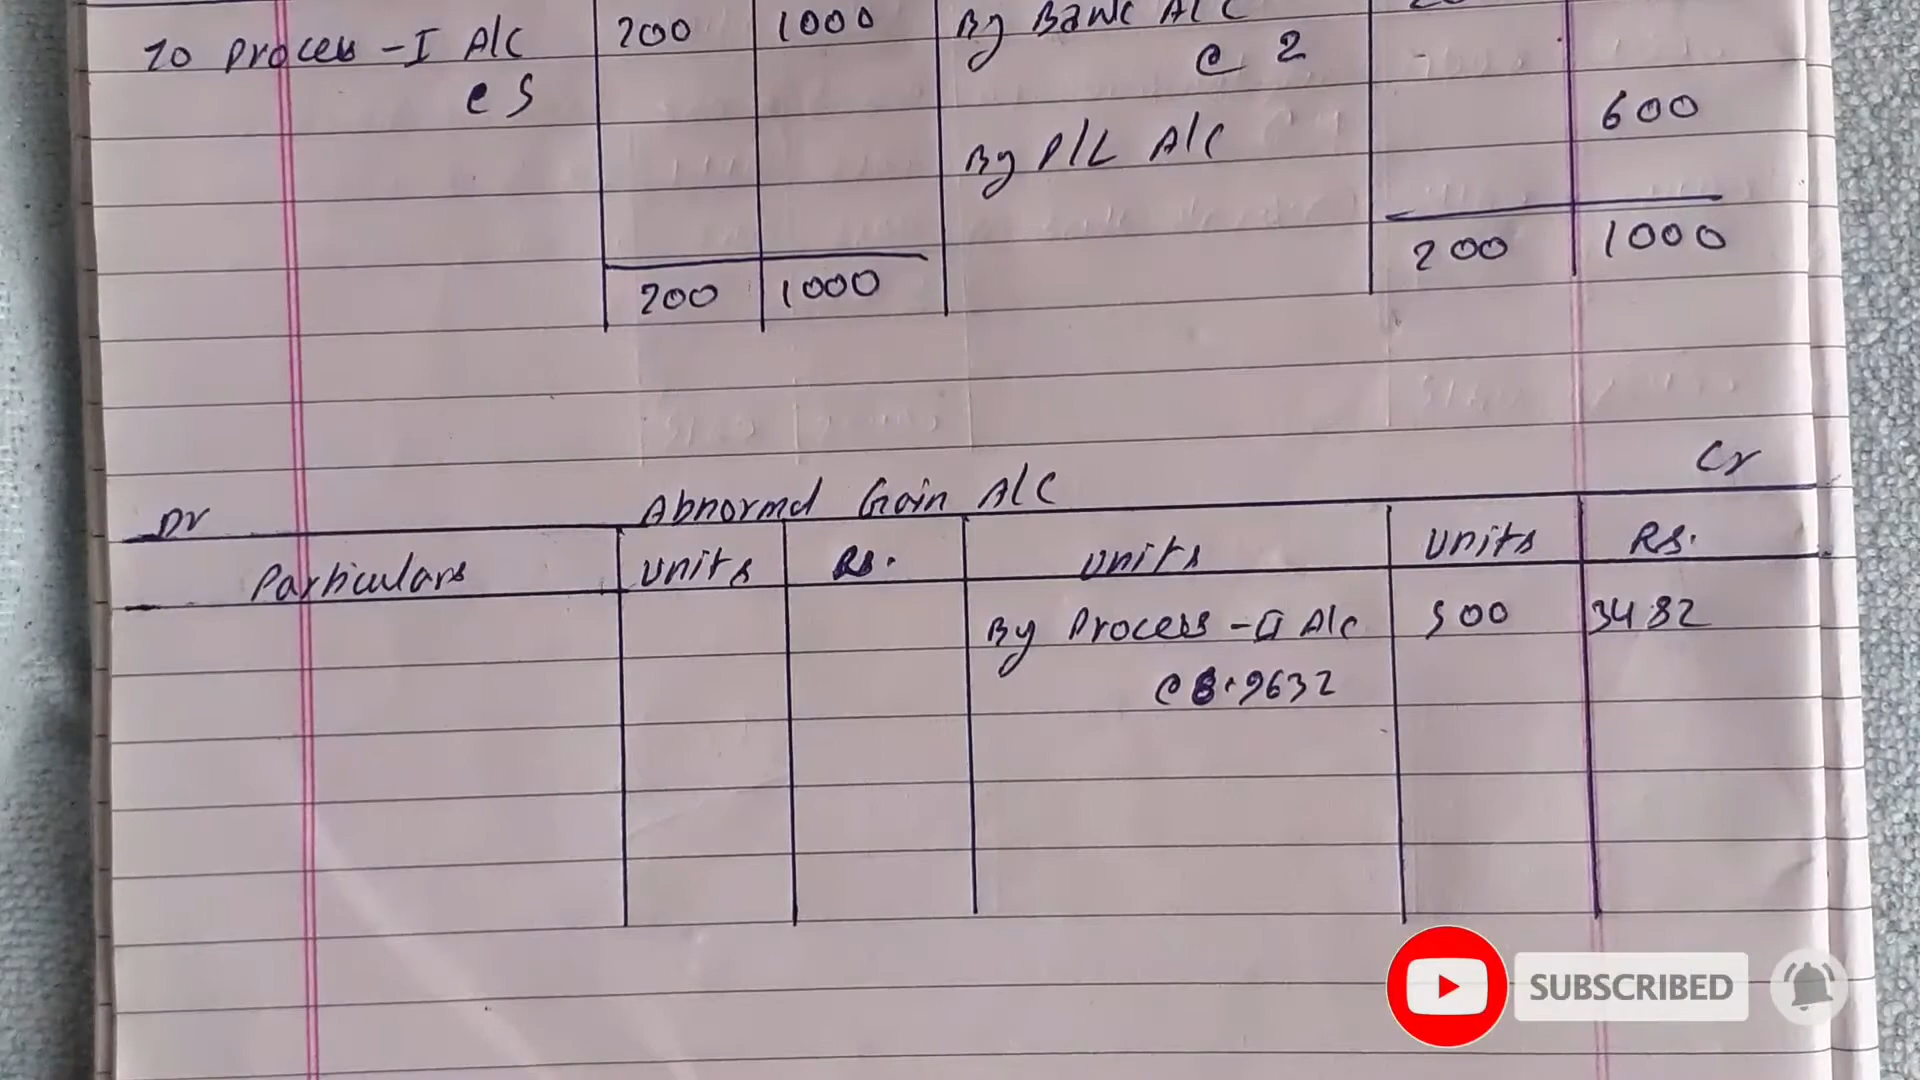 To Process - I A/C 200 1000 By Bank A/C
@ 5 @ 2
By P/L A/C 600
200 1000 200 1000
Dr Abnormal Gain A/C Cr
Particulars Units Rs. Units Units Rs.
By Process - II A/c 500 3482
@ 6.9632
SUBSCRIBED